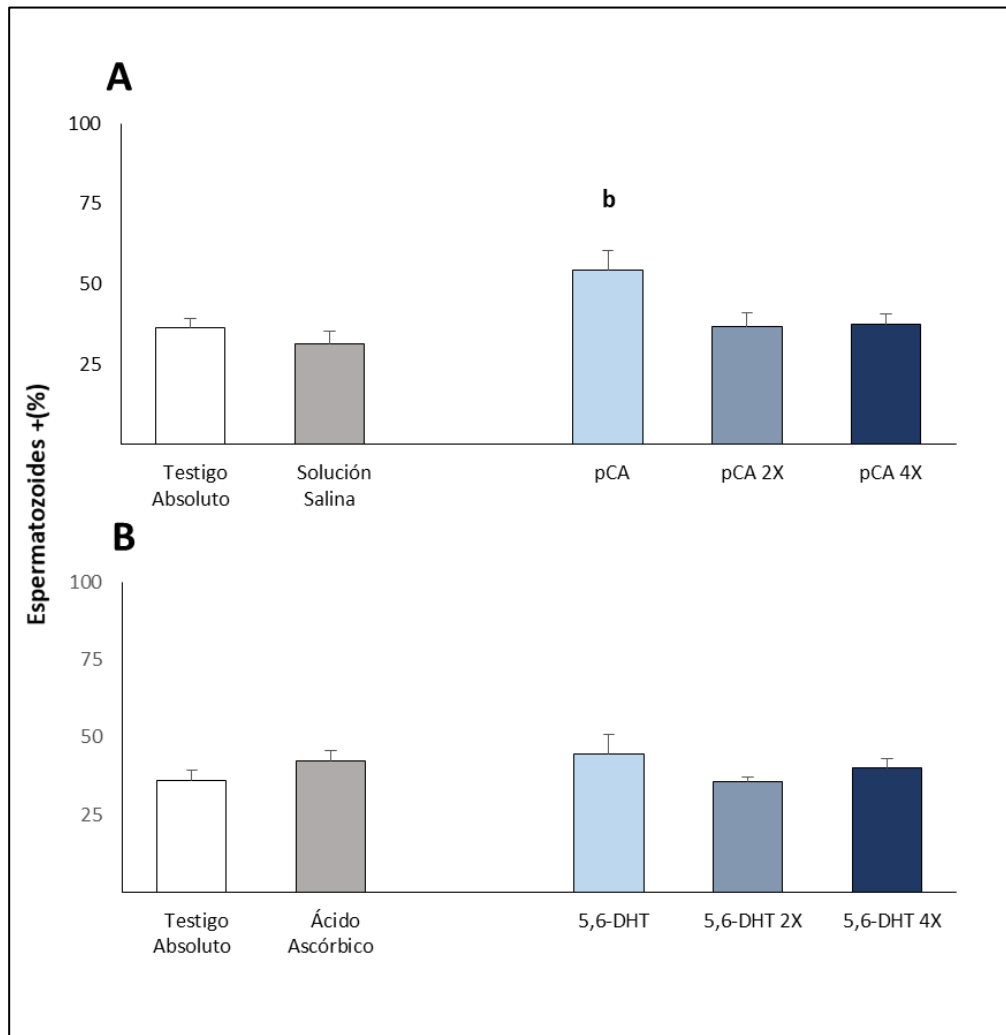 A
100
75
b
50
25
Testigo Absoluto
Solución Salina
pCA
pCA 2X
pCA 4X
Espermatozoides +(%)
B
100
75
50
25
Testigo Absoluto
Ácido Ascórbico
5,6-DHT
5,6-DHT 2X
5,6-DHT 4X